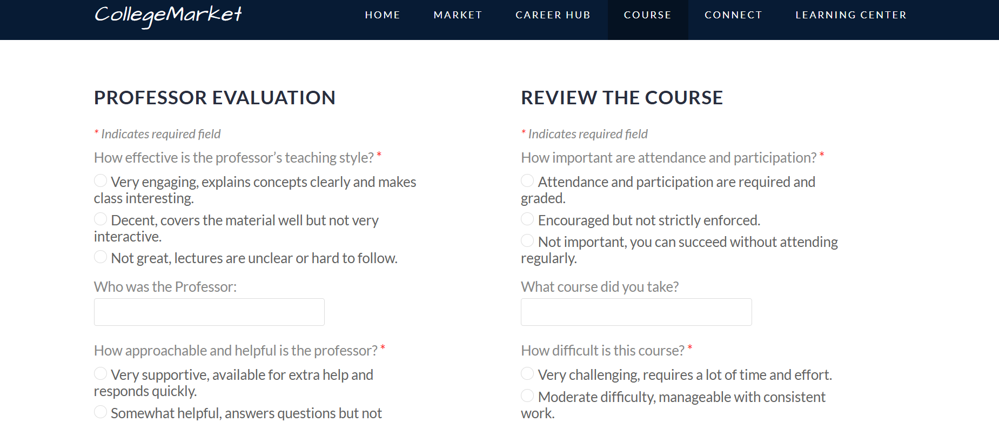 CollegeMarket
HOME MARKET CAREER HUB COURSE CONNECT LEARNING CENTER
PROFESSOR EVALUATION
* Indicates required field
How effective is the professor’s teaching style? *
Very engaging, explains concepts clearly and makes
class interesting.
Decent, covers the material well but not very
interactive.
Not great, lectures are unclear or hard to follow.
Who was the Professor:
How approachable and helpful is the professor? *
Very supportive, available for extra help and
responds quickly.
Somewhat helpful, answers questions but not
REVIEW THE COURSE
* Indicates required field
How important are attendance and participation? *
Attendance and participation are required and
graded.
Encouraged but not strictly enforced.
Not important, you can succeed without attending
regularly.
What course did you take?
How difficult is this course? *
Very challenging, requires a lot of time and effort.
Moderate difficulty, manageable with consistent
work.